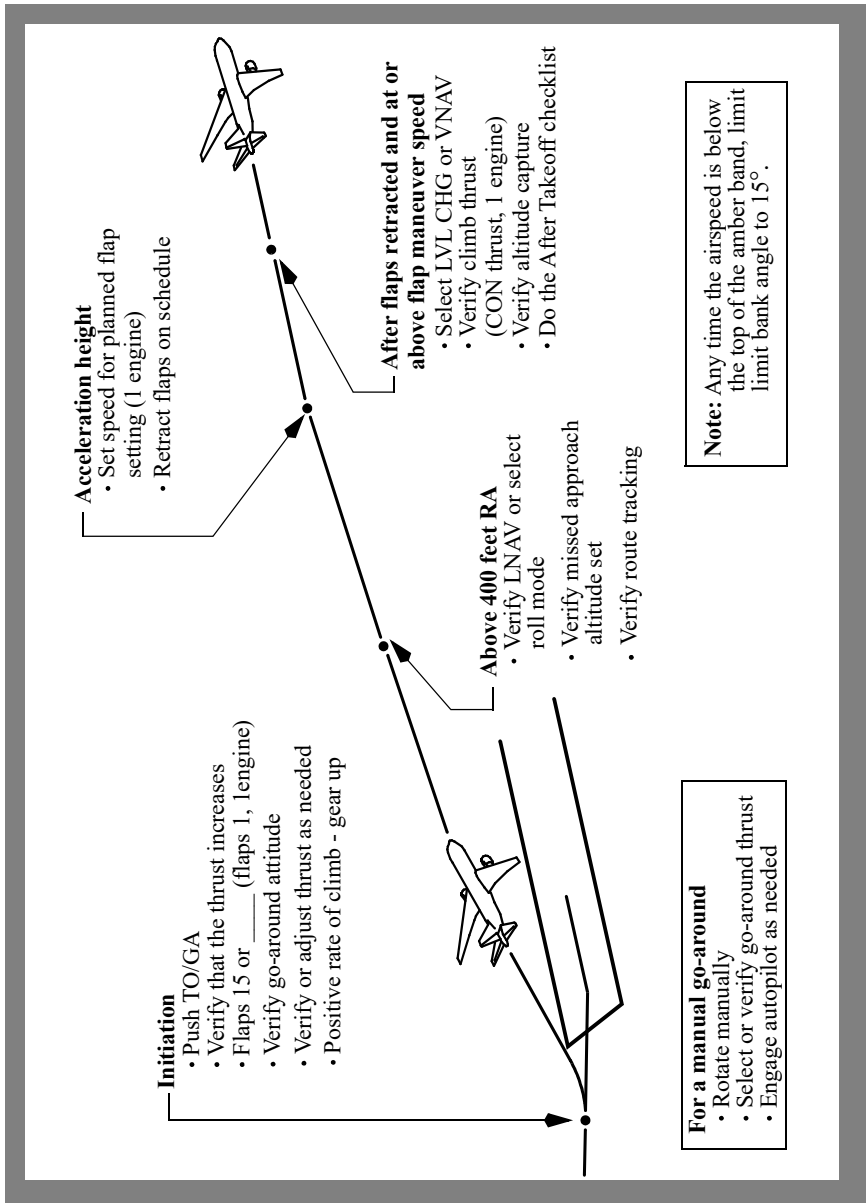 Initiation
• Push TO/GA
• Verify that the thrust increases
• Flaps 15 or ____ (flaps 1, 1engine)
• Verify go-around attitude
• Verify or adjust thrust as needed
• Positive rate of climb - gear up
Above 400 feet RA
• Verify LNAV or select
roll mode
• Verify missed approach
altitude set
• Verify route tracking
Acceleration height
• Set speed for planned flap
setting (1 engine)
• Retract flaps on schedule
After flaps retracted and at or
above flap maneuver speed
• Select LVL CHG or VNAV
• Verify climb thrust
(CON thrust, 1 engine)
• Verify altitude capture
• Do the After Takeoff checklist
For a manual go-around
• Rotate manually
• Select or verify go-around thrust
• Engage autopilot as needed
Note: Any time the airspeed is below
the top of the amber band, limit
limit bank angle to 15°.